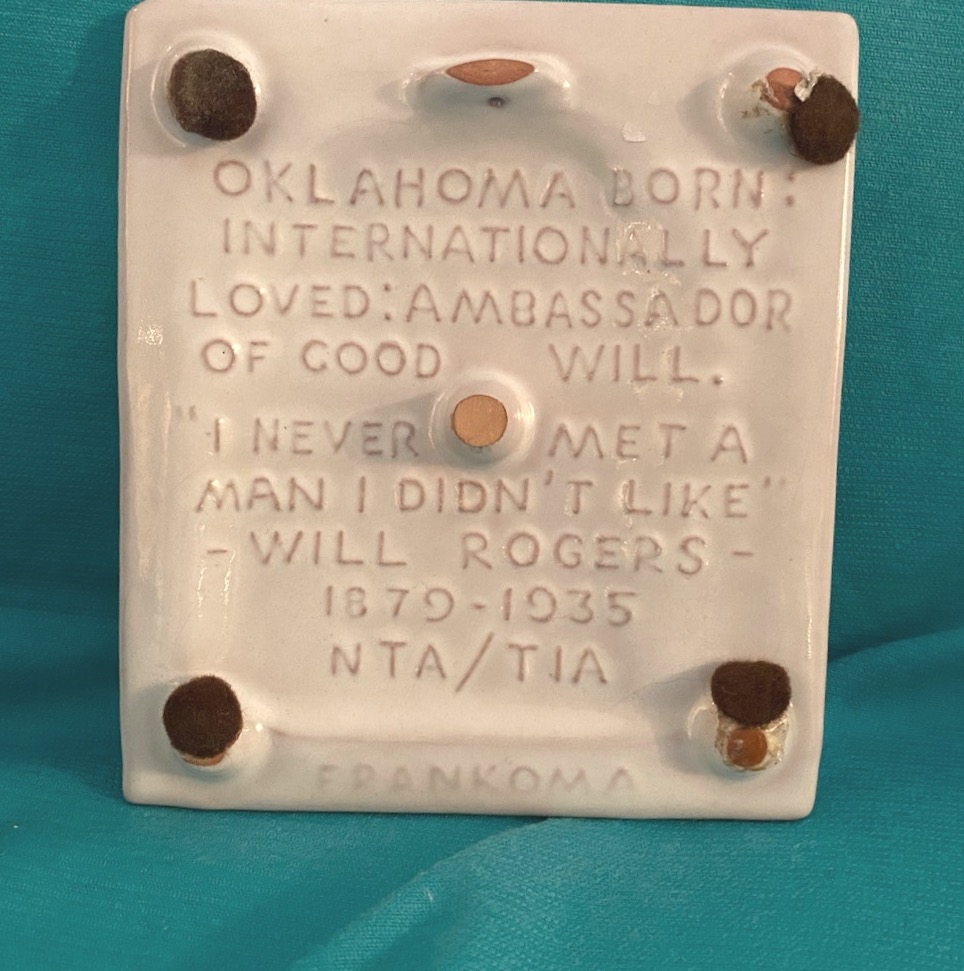 OKLAHOMA BORN:
INTERNATIONALLY
LOVED:AMBASSADOR
OF GOOD WILL.
"I NEVER MET A
MAN I DIDN'T LIKE"
- WILL ROGERS -
1879-1935
NTA/TIA
FRANKOMA